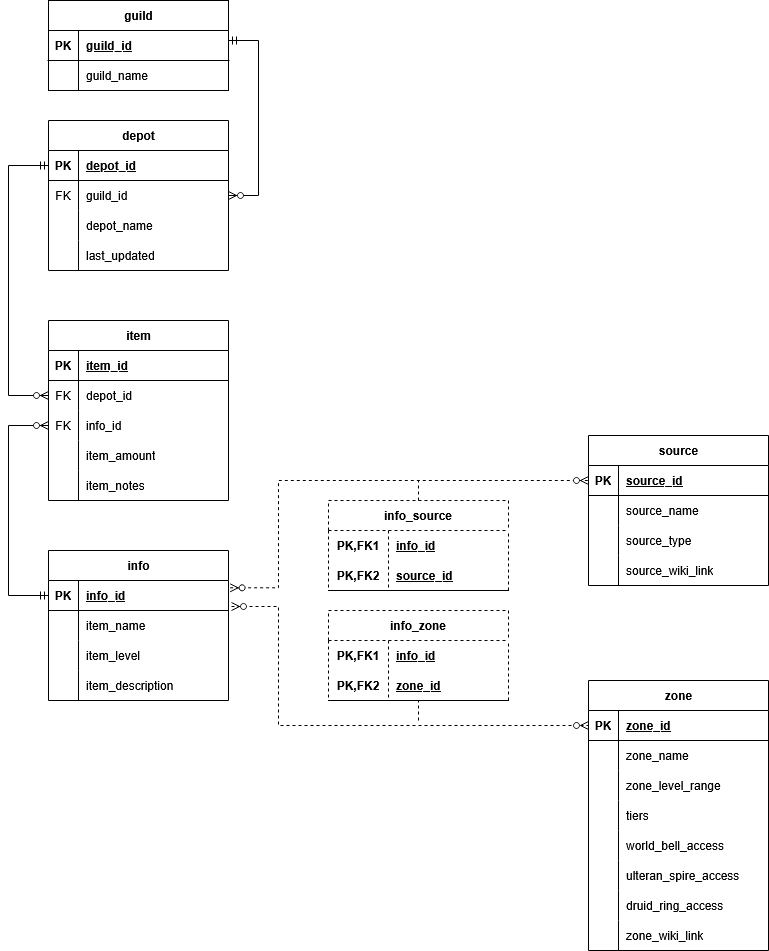 guild
PK guild_id
guild_name
depot
PK depot_id
FK guild_id
depot_name
last_updated
item
PK item_id
FK depot_id
FK info_id
item_amount
item_notes
info
PK info_id
item_name
item_level
item_description
info_source
PK,FK1 info_id
PK,FK2 source_id
info_zone
PK,FK1 info_id
PK,FK2 zone_id
source
PK source_id
source_name
source_type
source_wiki_link
zone
PK zone_id
zone_name
zone_level_range
tiers
world_bell_access
ulteran_spire_access
druid_ring_access
zone_wiki_link